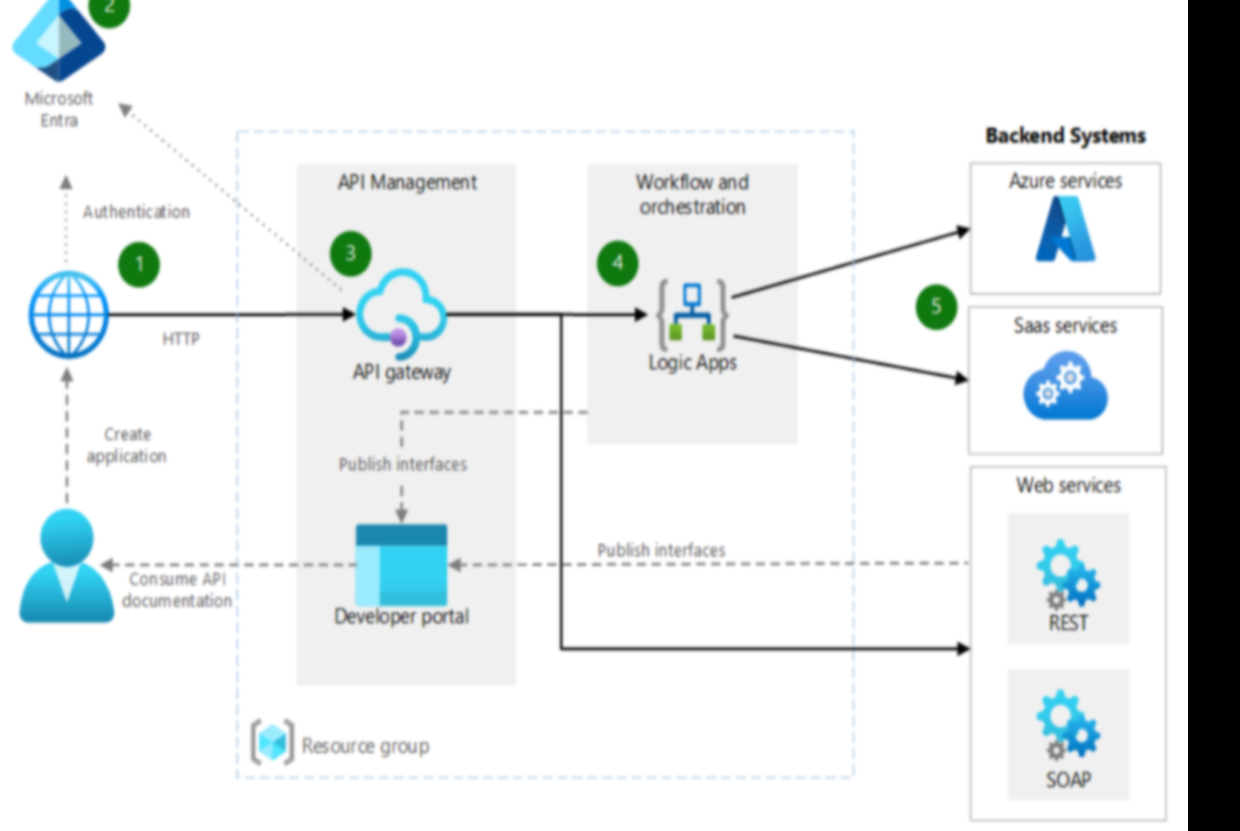 2
Microsoft
Entra
Authentication
1
HTTP
Create
application
Consume API
documentation
API Management
3
API gateway
Publish interfaces
Developer portal
Resource group
Workflow and
orchestration
4
Logic Apps
Publish interfaces
5
Backend Systems
Azure services
Saas services
Web services
REST
SOAP